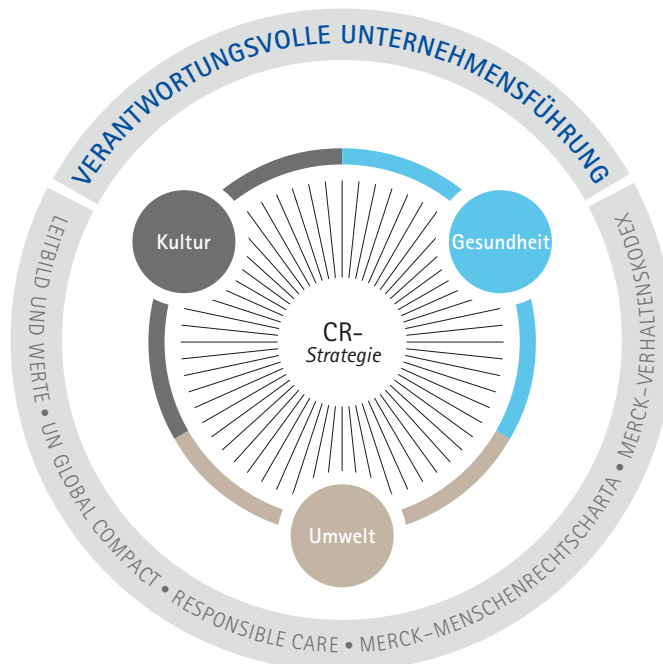 VERANTWORTUNGSVOLLE UNTERNEHMENSFÜHRUNG
Kultur
Gesundheit
CR-
Strategie
Umwelt
LEITBILD UND WERTE • UN GLOBAL COMPACT • RESPONSIBLE CARE • MERCK-MENSCHENRECHTSCHARTA • MERCK-VERHALTENSKODEX